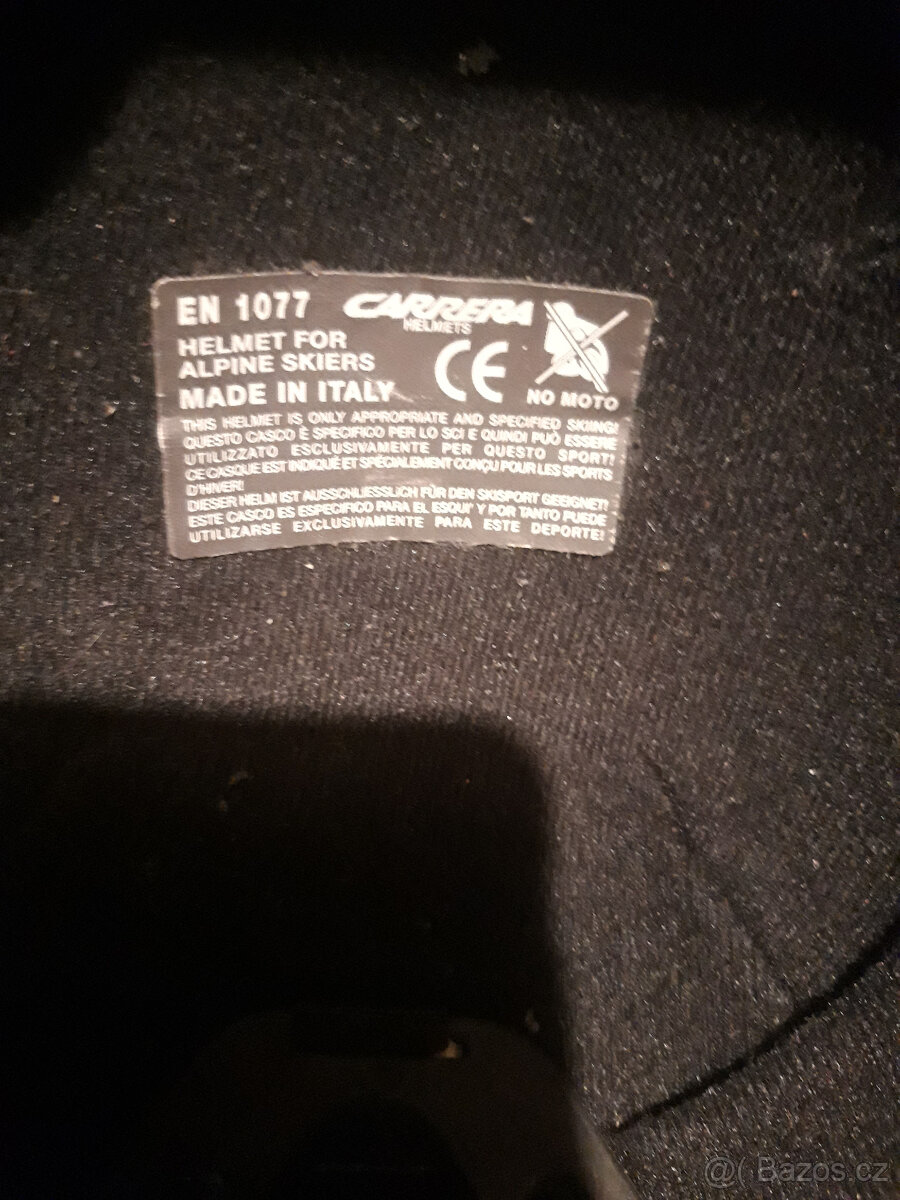 EN 1077
CARRERA
HELMETS
HELMET FOR
ALPINE SKIERS
CE
MADE IN ITALY
NO MOTO
THIS HELMET IS ONLY APPROPRIATE AND SPECIFIED SKIING!
QUESTO CASCO È SPECIFICO PER LO SCI E QUINDI PUÒ ESSERE
UTILIZZATO ESCLUSIVAMENTE PER QUESTO SPORT!
CE CASQUE EST INDIQUÉ ET SPÉCIALEMENT CONÇU POUR LES SPORTS
D'HIVER!
DIESER HELM IST AUSSCHLIESSLICH FÜR DEN SKISPORT GEEIGNET!
ESTE CASCO ES ESPECIFICO PARA EL ESQUI' Y POR TANTO PUEDE
UTILIZARSE EXCLUSIVAMENTE PARA ESTE DEPORTE!
@( Bazos.cz